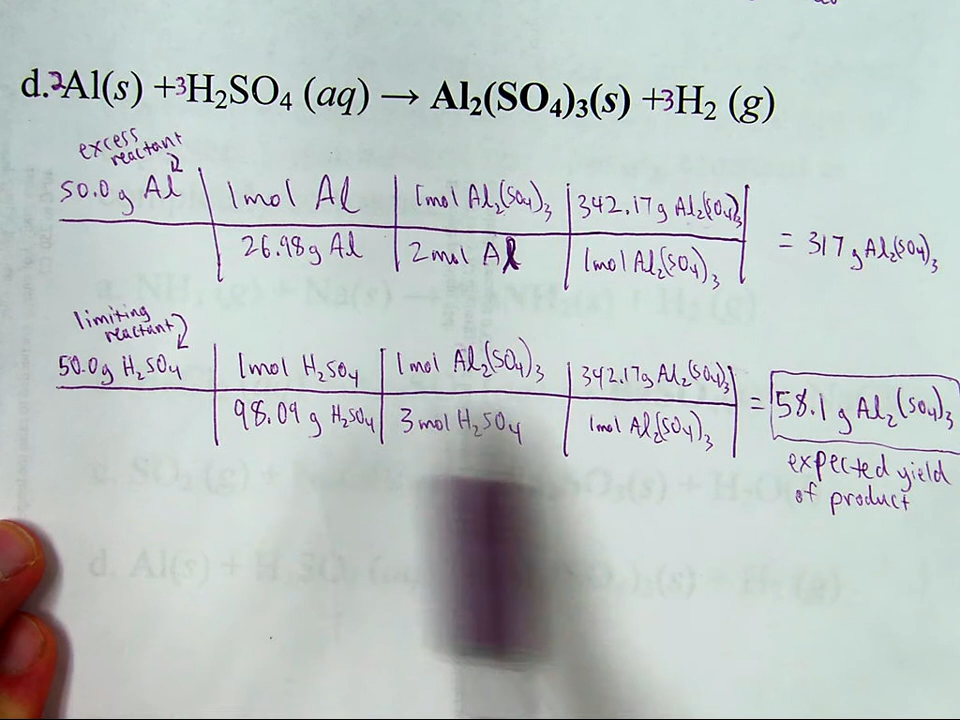 d. 2Al(s) + 3H₂SO₄ (aq) → Al₂(SO₄)₃(s) + 3H₂ (g)
excess
reactant
50.0 g Al | 1 mol Al | 1 mol Al₂(SO₄)₃ | 342.17 g Al₂(SO₄)₃
26.98 g Al | 2 mol Al | 1 mol Al₂(SO₄)₃
= 317 g Al₂(SO₄)₃
limiting
reactant
50.0 g H₂SO₄ | 1 mol H₂SO₄ | 1 mol Al₂(SO₄)₃ | 342.17 g Al₂(SO₄)₃
98.09 g H₂SO₄ | 3 mol H₂SO₄ | 1 mol Al₂(SO₄)₃
= 58.1 g Al₂(SO₄)₃
expected yield
of product